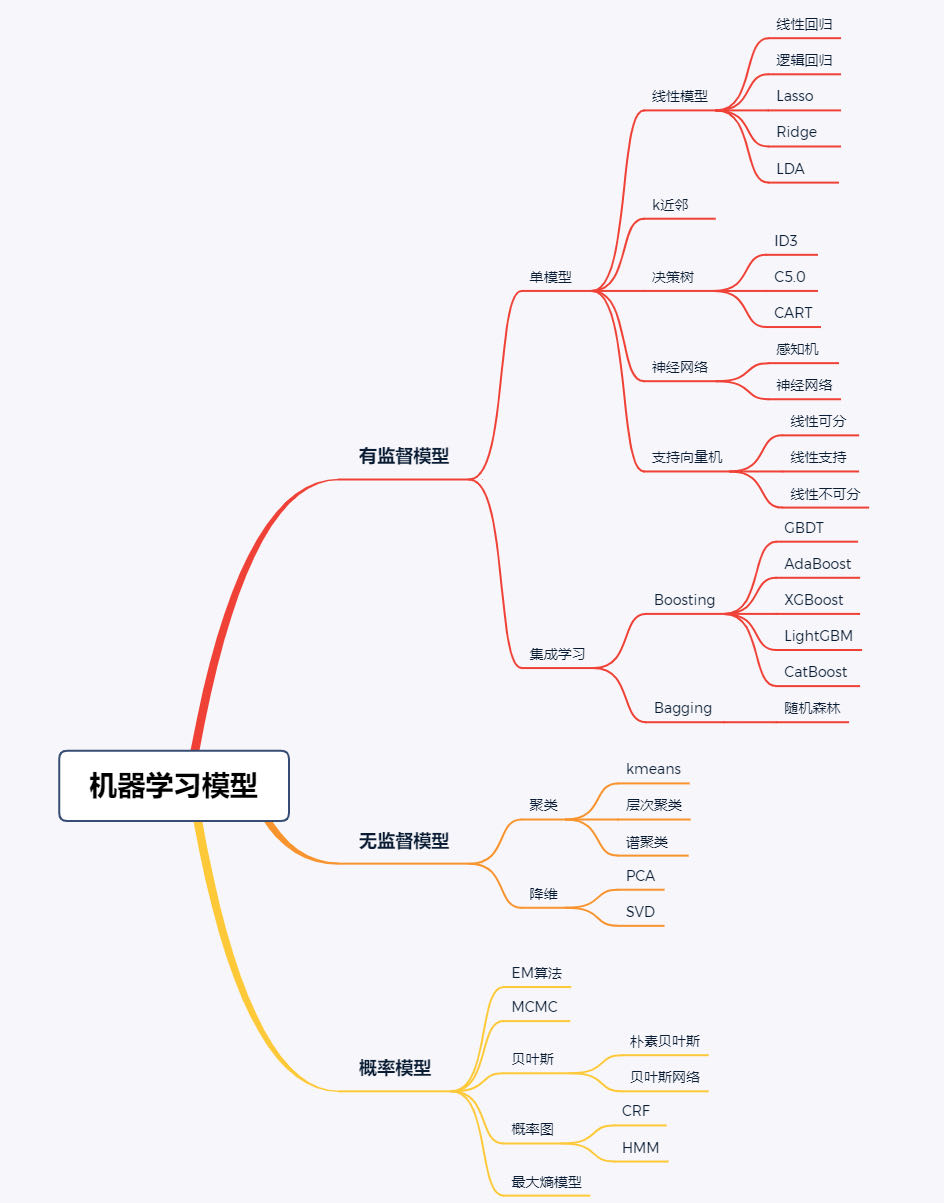 机器学习模型
有监督模型
单模型
线性模型
线性回归
逻辑回归
Lasso
Ridge
LDA
k近邻
决策树
ID3
C5.0
CART
神经网络
感知机
神经网络
支持向量机
线性可分
线性支持
线性不可分
集成学习
Boosting
GBDT
AdaBoost
XGBoost
LightGBM
CatBoost
Bagging
随机森林
无监督模型
聚类
kmeans
层次聚类
谱聚类
降维
PCA
SVD
概率模型
EM算法
MCMC
贝叶斯
朴素贝叶斯
贝叶斯网络
概率图
CRF
HMM
最大熵模型